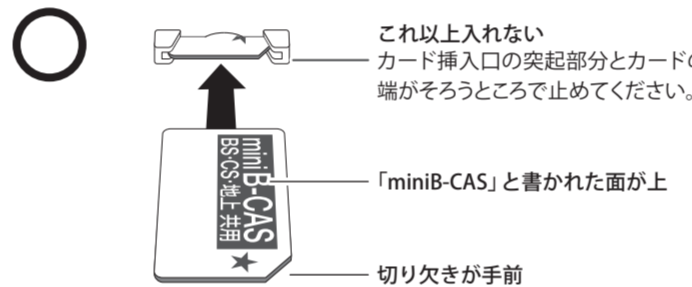 これ以上入れない
カード挿入口の突起部分とカードの
端がそろうところで止めてください。
miniB-CAS
BS・CS・地上 共用
「miniB-CAS」と書かれた面が上
切り欠きが手前